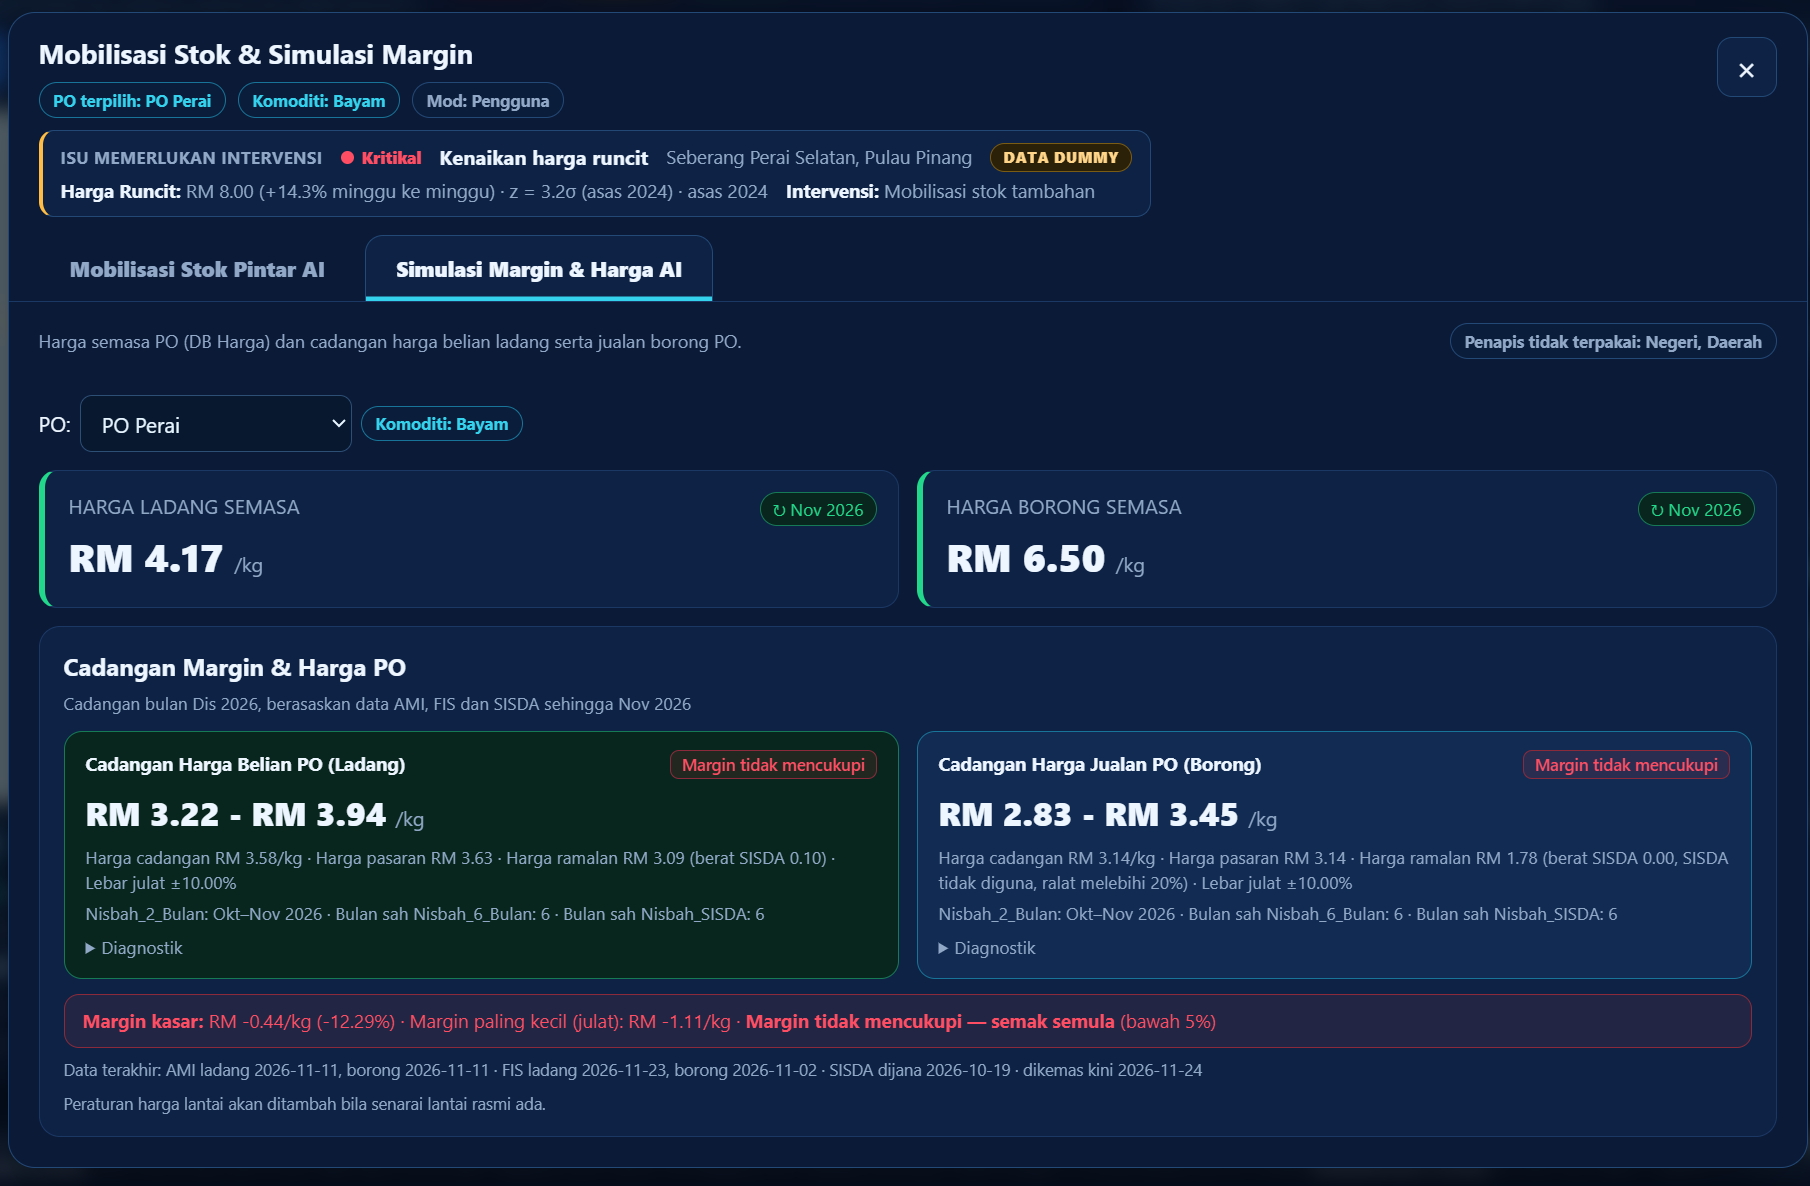 Mobilisasi Stok & Simulasi Margin
×
PO terpilih: PO Perai
Komoditi: Bayam
Mod: Pengguna
ISU MEMERLUKAN INTERVENSI ● Kritikal Kenaikan harga runcit Seberang Perai Selatan, Pulau Pinang DATA DUMMY
Harga Runcit: RM 8.00 (+14.3% minggu ke minggu) · z = 3.2σ (asas 2024) · asas 2024 Intervensi: Mobilisasi stok tambahan
Mobilisasi Stok Pintar AI
Simulasi Margin & Harga AI
Harga semasa PO (DB Harga) dan cadangan harga belian ladang serta jualan borong PO.
Penapis tidak terpakai: Negeri, Daerah
PO: PO Perai
Komoditi: Bayam
HARGA LADANG SEMASA
↻ Nov 2026
RM 4.17 /kg
HARGA BORONG SEMASA
↻ Nov 2026
RM 6.50 /kg
Cadangan Margin & Harga PO
Cadangan bulan Dis 2026, berasaskan data AMI, FIS dan SISDA sehingga Nov 2026
Cadangan Harga Belian PO (Ladang)
Margin tidak mencukupi
RM 3.22 - RM 3.94 /kg
Harga cadangan RM 3.58/kg · Harga pasaran RM 3.63 · Harga ramalan RM 3.09 (berat SISDA 0.10) ·
Lebar julat ±10.00%
Nisbah_2_Bulan: Okt–Nov 2026 · Bulan sah Nisbah_6_Bulan: 6 · Bulan sah Nisbah_SISDA: 6
▶ Diagnostik
Cadangan Harga Jualan PO (Borong)
Margin tidak mencukupi
RM 2.83 - RM 3.45 /kg
Harga cadangan RM 3.14/kg · Harga pasaran RM 3.14 · Harga ramalan RM 1.78 (berat SISDA 0.00, SISDA
tidak diguna, ralat melebihi 20%) · Lebar julat ±10.00%
Nisbah_2_Bulan: Okt–Nov 2026 · Bulan sah Nisbah_6_Bulan: 6 · Bulan sah Nisbah_SISDA: 6
▶ Diagnostik
Margin kasar: RM -0.44/kg (-12.29%) · Margin paling kecil (julat): RM -1.11/kg · Margin tidak mencukupi — semak semula (bawah 5%)
Data terakhir: AMI ladang 2026-11-11, borong 2026-11-11 · FIS ladang 2026-11-23, borong 2026-11-02 · SISDA dijana 2026-10-19 · dikemas kini 2026-11-24
Peraturan harga lantai akan ditambah bila senarai lantai rasmi ada.